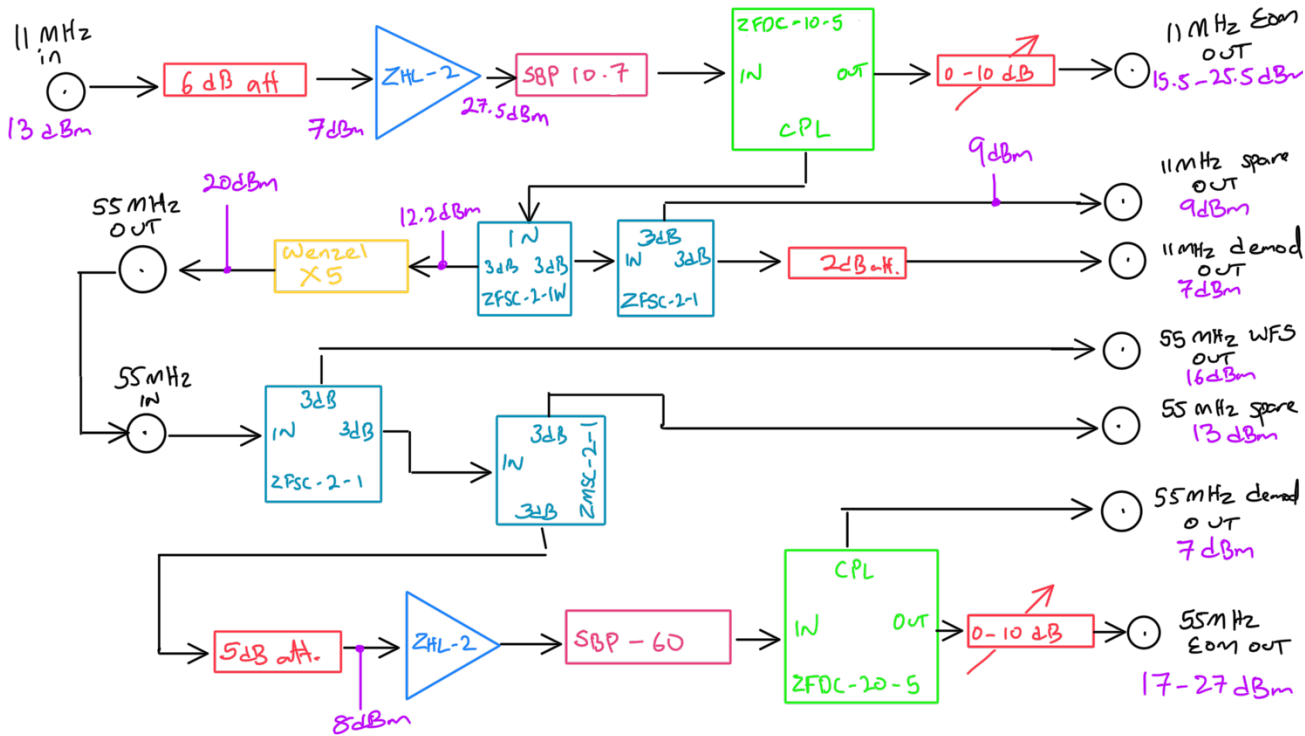 11 MHz
in
13 dBm
6 dB att
7dBm
ZHL-2
27.5dBm
SBP 10.7
ZFDC-10-5
IN
OUT
CPL
0-10 dB
11 MHz Eom
OUT
15.5-25.5 dBm
55 MHz
OUT
20dBm
Wenzel
X5
12.2dBm
IN
3dB 3dB
ZFSC-2-1W
3dB
IN 3dB
ZFSC-2-1
9dBm
2dB att.
11MHz spare
OUT
9dBm
11MHz demod
OUT
7dBm
55MHz
IN
3dB
IN 3dB
ZFSC-2-1
3dB
IN
3dB
ZMSC-2-1
55 MHz WFS
OUT
16dBm
55 MHz spare
13 dBm
55MHz demod
OUT
7 dBm
5dB att.
8dBm
ZHL-2
SBP-60
CPL
IN
OUT
ZFDC-20-5
0-10 dB
55MHz
Eom OUT
17-27 dBm